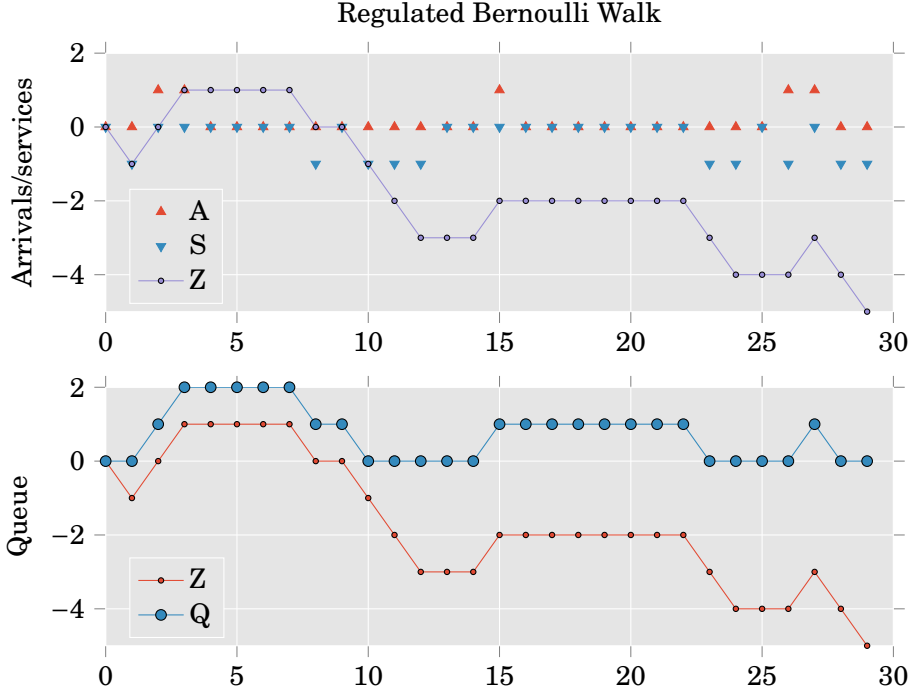 Regulated Bernoulli Walk
Arrivals/services
2
0
−2
−4
A
S
Z
0 5 10 15 20 25 30
Queue
2
0
−2
−4
Z
Q
0 5 10 15 20 25 30